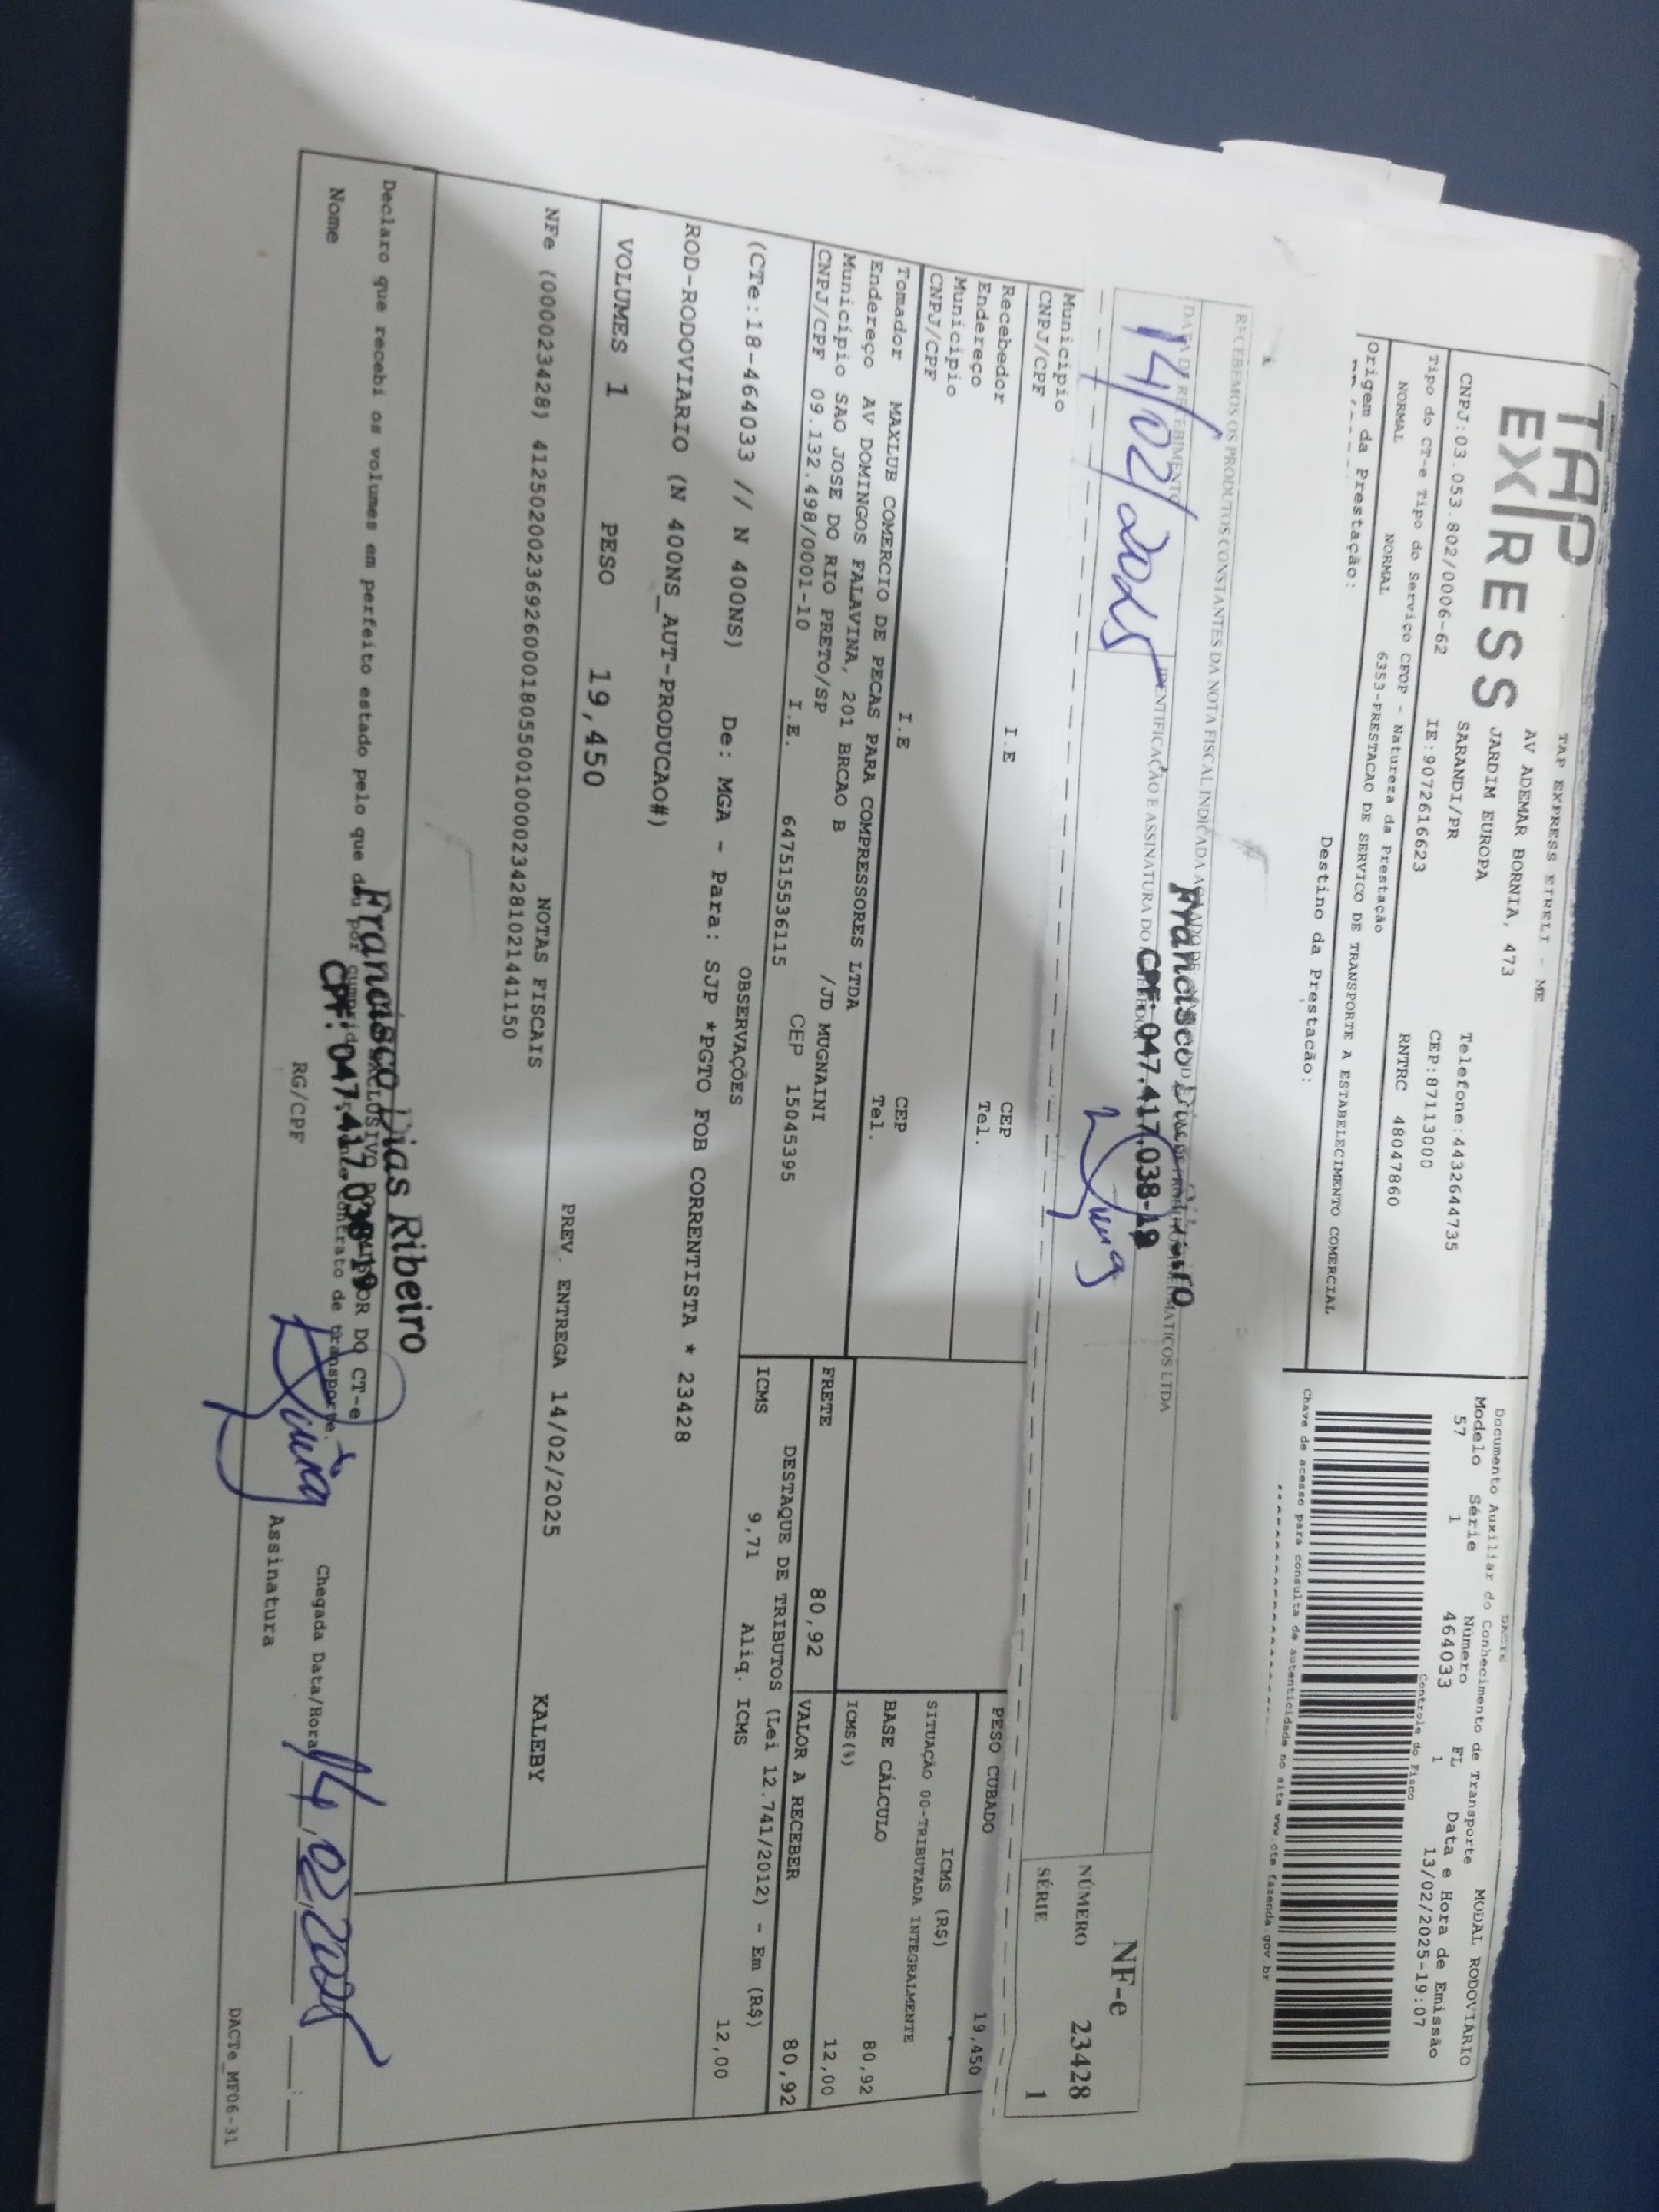 TAP EXPRESS
TAP EXPRESS EIRELI - ME
AV ADEMAR BORNIA, 473
JARDIM EUROPA
SARANDI/PR
Telefone:4432644735
CNPJ:03.053.802/0006-62
IE:9072616623
CEP:87113000
RNTRC 48047860
Tipo do CT-e Tipo do Serviço CFOP - Natureza da Prestação
NORMAL NORMAL 6353-PRESTACAO DE SERVICO DE TRANSPORTE A ESTABELECIMENTO COMERCIAL
Origem da Prestação: Destino da Prestação:
DACTE
Documento Auxiliar do Conhecimento de Transporte MODAL RODOVIÁRIO
Modelo Série Número FL Data e Hora de Emissão
57 1 464033 1 13/02/2025-19:07
Controle do Fisco
Chave de acesso para consulta de autenticidade no site www.cte.fazenda.gov.br
RECEBEMOS OS PRODUTOS CONSTANTES DA NOTA FISCAL INDICADA AO LADO DE
DATA DE RECEBIMENTO
IDENTIFICAÇÃO E ASSINATURA DO RECEBEDOR
14/02/2025
Francisco Dias Ribeiro
CPF: 047.417.038-19
NF-e
NÚMERO 23428
SÉRIE 1
Município
CNPJ/CPF
Recebedor I.E CEP
Endereço Tel.
Município
CNPJ/CPF
PESO CUBADO 19,450
Tomador MAXLUB COMERCIO DE PECAS PARA COMPRESSORES LTDA
I.E CEP
Tel.
Endereço AV DOMINGOS FALAVINA, 201 BRCAO B /JD MUGNAINI
Município SAO JOSE DO RIO PRETO/SP CEP 15045395
CNPJ/CPF 09.132.498/0001-10 I.E. 647515536115
ICMS (R$)
SITUAÇÃO 00-TRIBUTADA INTEGRALMENTE
BASE CÁLCULO 80,92
ICMS(%) 12,00
FRETE 80,92 VALOR A RECEBER 80,92
DESTAQUE DE TRIBUTOS (Lei 12.741/2012) - Em (R$)
ICMS 9,71 Aliq. ICMS 12,00
OBSERVAÇÕES
(CTe:18-464033 // N 400NS) De: MGA - Para: SJP *PGTO FOB CORRENTISTA * 23428
ROD-RODOVIARIO (N 400NS_AUT-PRODUCAO#)
VOLUMES 1 PESO 19,450 PREV. ENTREGA 14/02/2025 KALEBY
NOTAS FISCAIS
NFe (000023428) 41250200236926000180550010000234281021441150
Francisco Dias Ribeiro
CPF: 047.417.038-19
Declaro que recebi os volumes em perfeito estado pelo que dou por cumprido o presente contrato de transporte.
Nome RG/CPF Assinatura
Chegada Data/Hora 14/02/2025
DACTe_MF06-31